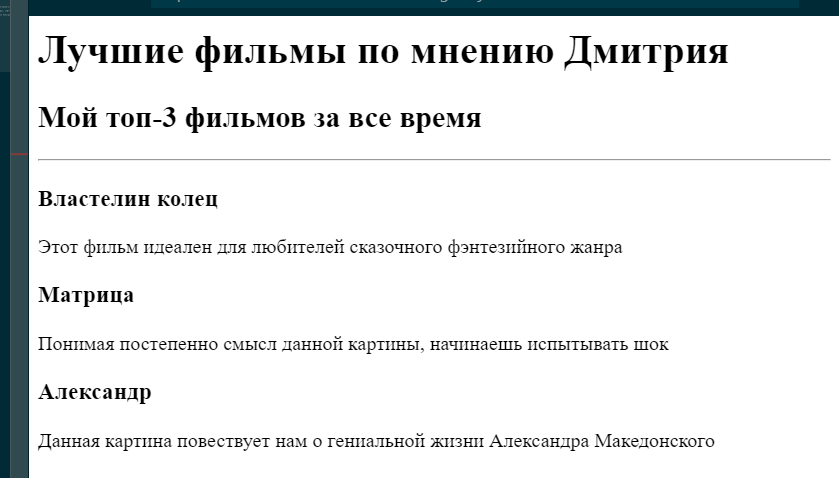 Лучшие фильмы по мнению Дмитрия
Мой топ-3 фильмов за все время
Властелин колец
Этот фильм идеален для любителей сказочного фэнтезийного жанра
Матрица
Понимая постепенно смысл данной картины, начинаешь испытывать шок
Александр
Данная картина повествует нам о гениальной жизни Александра Македонского